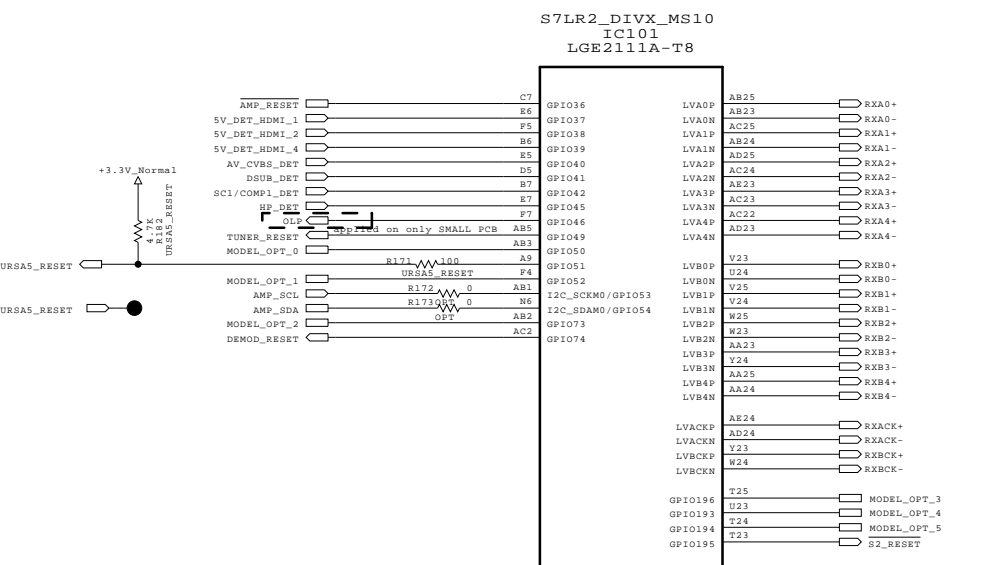 S7LR2_DIVX_MS10
IC101
LGE2111A-T8
AMP_RESET C7 GPIO36
5V_DET_HDMI_1 E6 GPIO37
5V_DET_HDMI_2 F5 GPIO38
5V_DET_HDMI_4 B6 GPIO39
AV_CVBS_DET E5 GPIO40
DSUB_DET D5 GPIO41
SC1/COMP1_DET B7 GPIO42
HP_DET E7 GPIO45
OLP F7 GPIO46
applied on only SMALL PCB
TUNER_RESET AB5 GPIO49
MODEL_OPT_0 AB3 GPIO50
+3.3V_Normal
4.7K
R182
URSA5_RESET
URSA5_RESET R171 100 A9 GPIO51
URSA5_RESET
MODEL_OPT_1 F4 GPIO52
AMP_SCL R172 0 AB1 I2C_SCKM0/GPIO53
OPT
URSA5_RESET
AMP_SDA R173 0 N6 I2C_SDAM0/GPIO54
OPT
MODEL_OPT_2 AB2 GPIO73
DEMOD_RESET AC2 GPIO74
LVA0P AB25 RXA0+
LVA0N AB23 RXA0-
LVA1P AC25 RXA1+
LVA1N AB24 RXA1-
LVA2P AD25 RXA2+
LVA2N AC24 RXA2-
LVA3P AE23 RXA3+
LVA3N AC23 RXA3-
LVA4P AC22 RXA4+
LVA4N AD23 RXA4-
LVB0P V23 RXB0+
LVB0N U24 RXB0-
LVB1P V25 RXB1+
LVB1N V24 RXB1-
LVB2P W25 RXB2+
LVB2N W23 RXB2-
LVB3P AA23 RXB3+
LVB3N Y24 RXB3-
LVB4P AA25 RXB4+
LVB4N AA24 RXB4-
LVACKP AE24 RXACK+
LVACKN AD24 RXACK-
LVBCKP Y23 RXBCK+
LVBCKN W24 RXBCK-
GPIO196 T25 MODEL_OPT_3
GPIO193 U23 MODEL_OPT_4
GPIO194 T24 MODEL_OPT_5
GPIO195 T23 S2_RESET